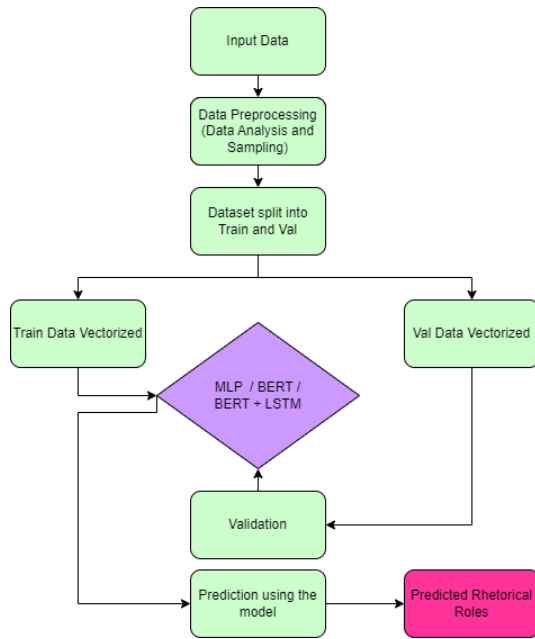 Input Data
Data Preprocessing
(Data Analysis and
Sampling)
Dataset split into
Train and Val
Train Data Vectorized
Val Data Vectorized
MLP / BERT /
BERT + LSTM
Validation
Prediction using the
model
Predicted Rhetorical
Roles